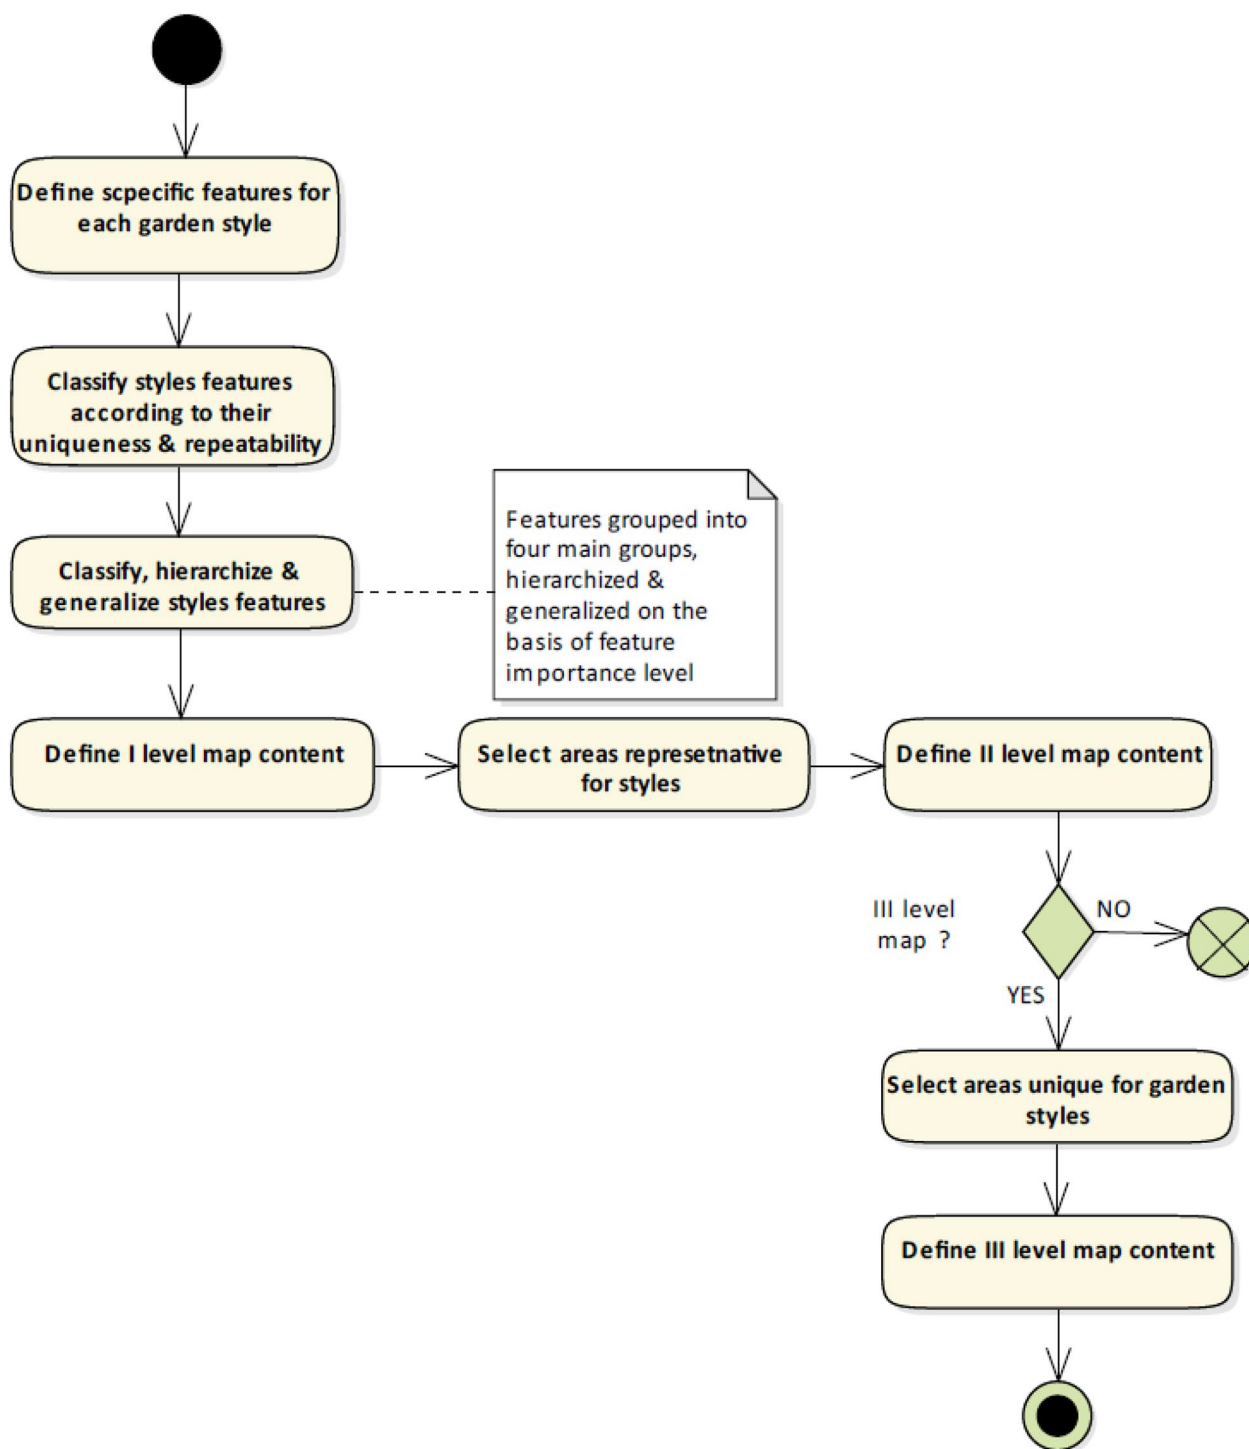 Define scpecific features for
each garden style
Classify styles features
according to their
uniqueness & repeatability
Classify, hierarchize &
generalize styles features
Features grouped into
four main groups,
hierarchized &
generalized on the
basis of feature
importance level
Define I level map content
Select areas represetnative
for styles
Define II level map content
III level
map ?
NO
YES
Select areas unique for garden
styles
Define III level map content